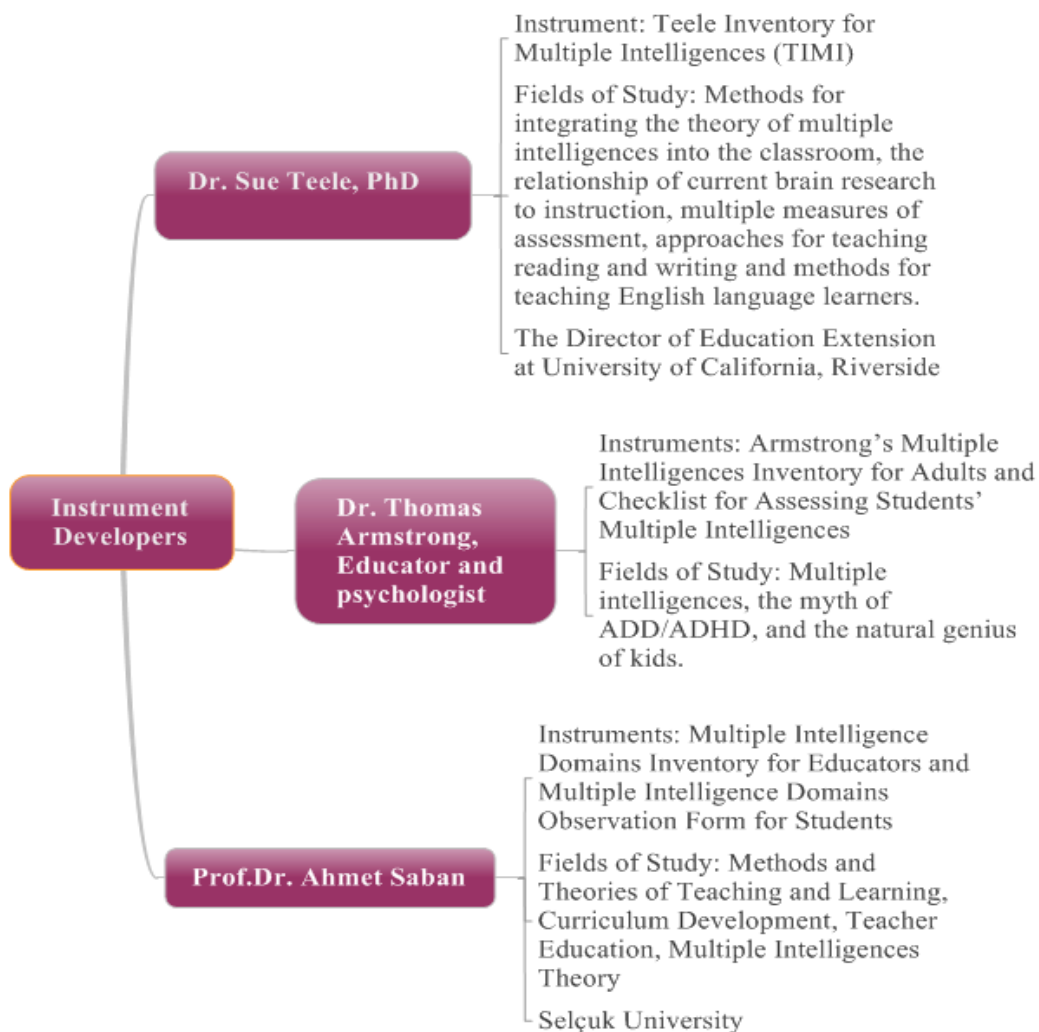 Instrument: Teele Inventory for
Multiple Intelligences (TIMI)
Fields of Study: Methods for
integrating the theory of multiple
intelligences into the classroom, the
relationship of current brain research
to instruction, multiple measures of
assessment, approaches for teaching
reading and writing and methods for
teaching English language learners.
The Director of Education Extension
at University of California, Riverside
Dr. Sue Teele, PhD
Instrument
Developers
Dr. Thomas
Armstrong,
Educator and
psychologist
Instruments: Armstrong’s Multiple
Intelligences Inventory for Adults and
Checklist for Assessing Students’
Multiple Intelligences
Fields of Study: Multiple
intelligences, the myth of
ADD/ADHD, and the natural genius
of kids.
Prof.Dr. Ahmet Saban
Instruments: Multiple Intelligence
Domains Inventory for Educators and
Multiple Intelligence Domains
Observation Form for Students
Fields of Study: Methods and
Theories of Teaching and Learning,
Curriculum Development, Teacher
Education, Multiple Intelligences
Theory
Selçuk University